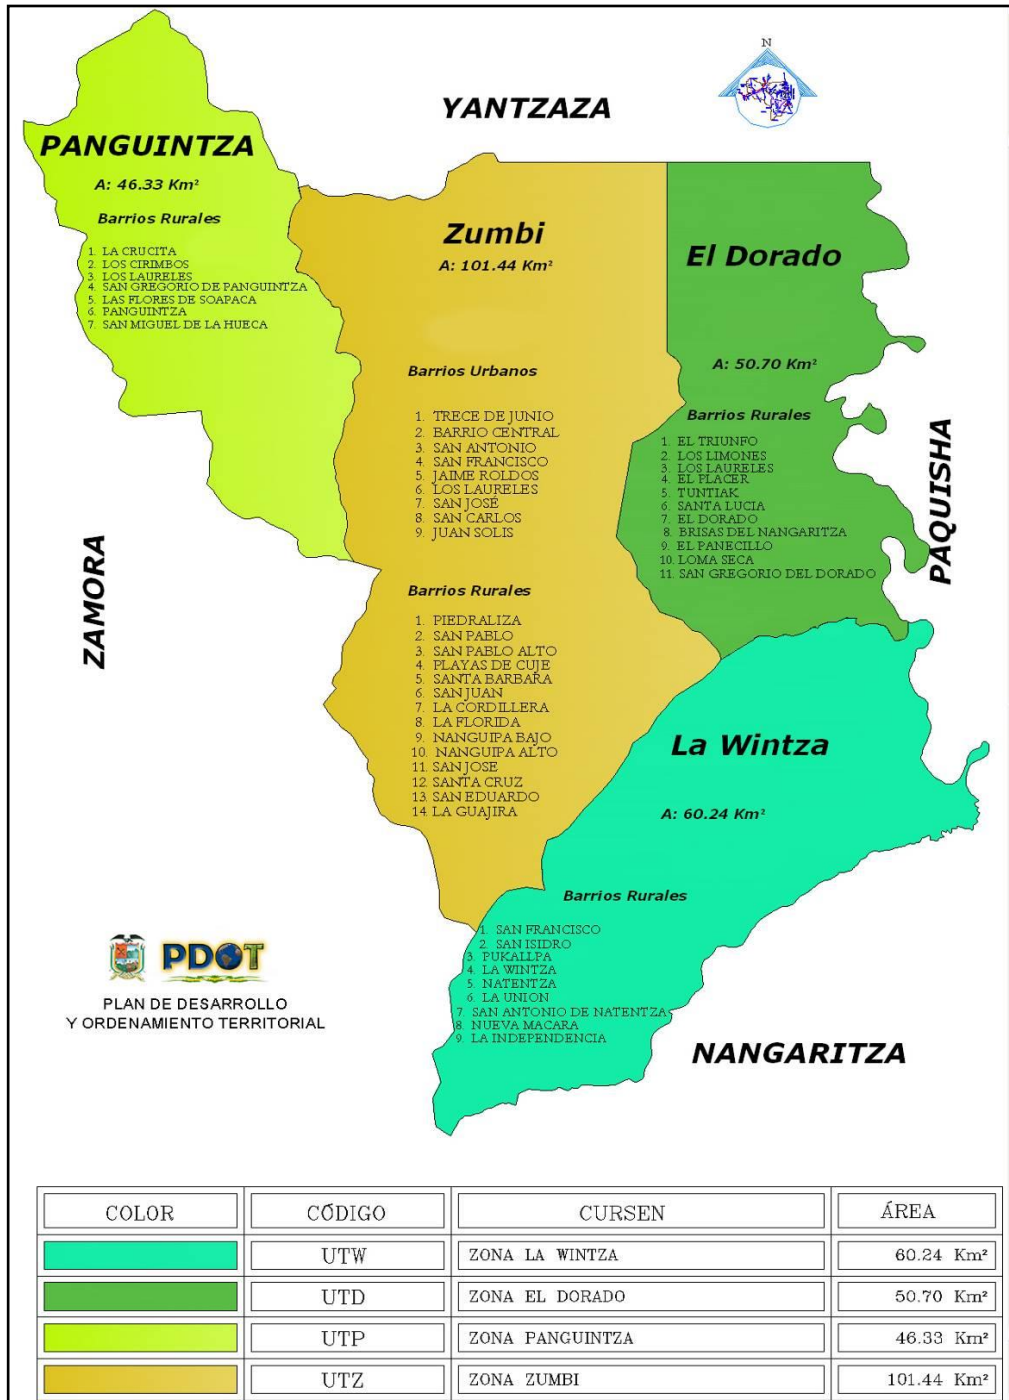 N
YANTZAZA
PANGUINTZA
A: 46.33 Km²
Barrios Rurales
1. LA CRUCITA
2. LOS CIRIMBOS
3. LOS LAURELES
4. SAN GREGORIO DE PANGUINTZA
5. LAS FLORES DE SOAPACA
6. PANGUINTZA
7. SAN MIGUEL DE LA HUECA
Zumbi
A: 101.44 Km²
Barrios Urbanos
1. TRECE DE JUNIO
2. BARRIO CENTRAL
3. SAN ANTONIO
4. SAN FRANCISCO
5. JAIME ROLDOS
6. LOS LAURELES
7. SAN JOSÉ
8. SAN CARLOS
9. JUAN SOLIS
Barrios Rurales
1. PIEDRALIZA
2. SAN PABLO
3. SAN PABLO ALTO
4. PLAYAS DE CUJE
5. SANTA BARBARA
6. SAN JUAN
7. LA CORDILLERA
8. LA FLORIDA
9. NANGUIPA BAJO
10. NANGUIPA ALTO
11. SAN JOSE
12. SANTA CRUZ
13. SAN EDUARDO
14. LA GUAJIRA
El Dorado
A: 50.70 Km²
Barrios Rurales
1. EL TRIUNFO
2. LOS LIMONES
3. LOS LAURELES
4. EL PLACER
5. TUNTIAK
6. SANTA LUCIA
7. EL DORADO
8. BRISAS DEL NANGARITZA
9. EL PANECILLO
10. LOMA SECA
11. SAN GREGORIO DEL DORADO
PAQUISHA
ZAMORA
La Wintza
A: 60.24 Km²
Barrios Rurales
1. SAN FRANCISCO
2. SAN ISIDRO
3. PUKALLPA
4. LA WINTZA
5. NATENTZA
6. LA UNION
7. SAN ANTONIO DE NATENTZA
8. NUEVA MACARA
9. LA INDEPENDENCIA
NANGARITZA
PDOT
PLAN DE DESARROLLO
Y ORDENAMIENTO TERRITORIAL
COLOR CÓDIGO CURSEN ÁREA
UTW ZONA LA WINTZA 60.24 Km²
UTD ZONA EL DORADO 50.70 Km²
UTP ZONA PANGUINTZA 46.33 Km²
UTZ ZONA ZUMBI 101.44 Km²